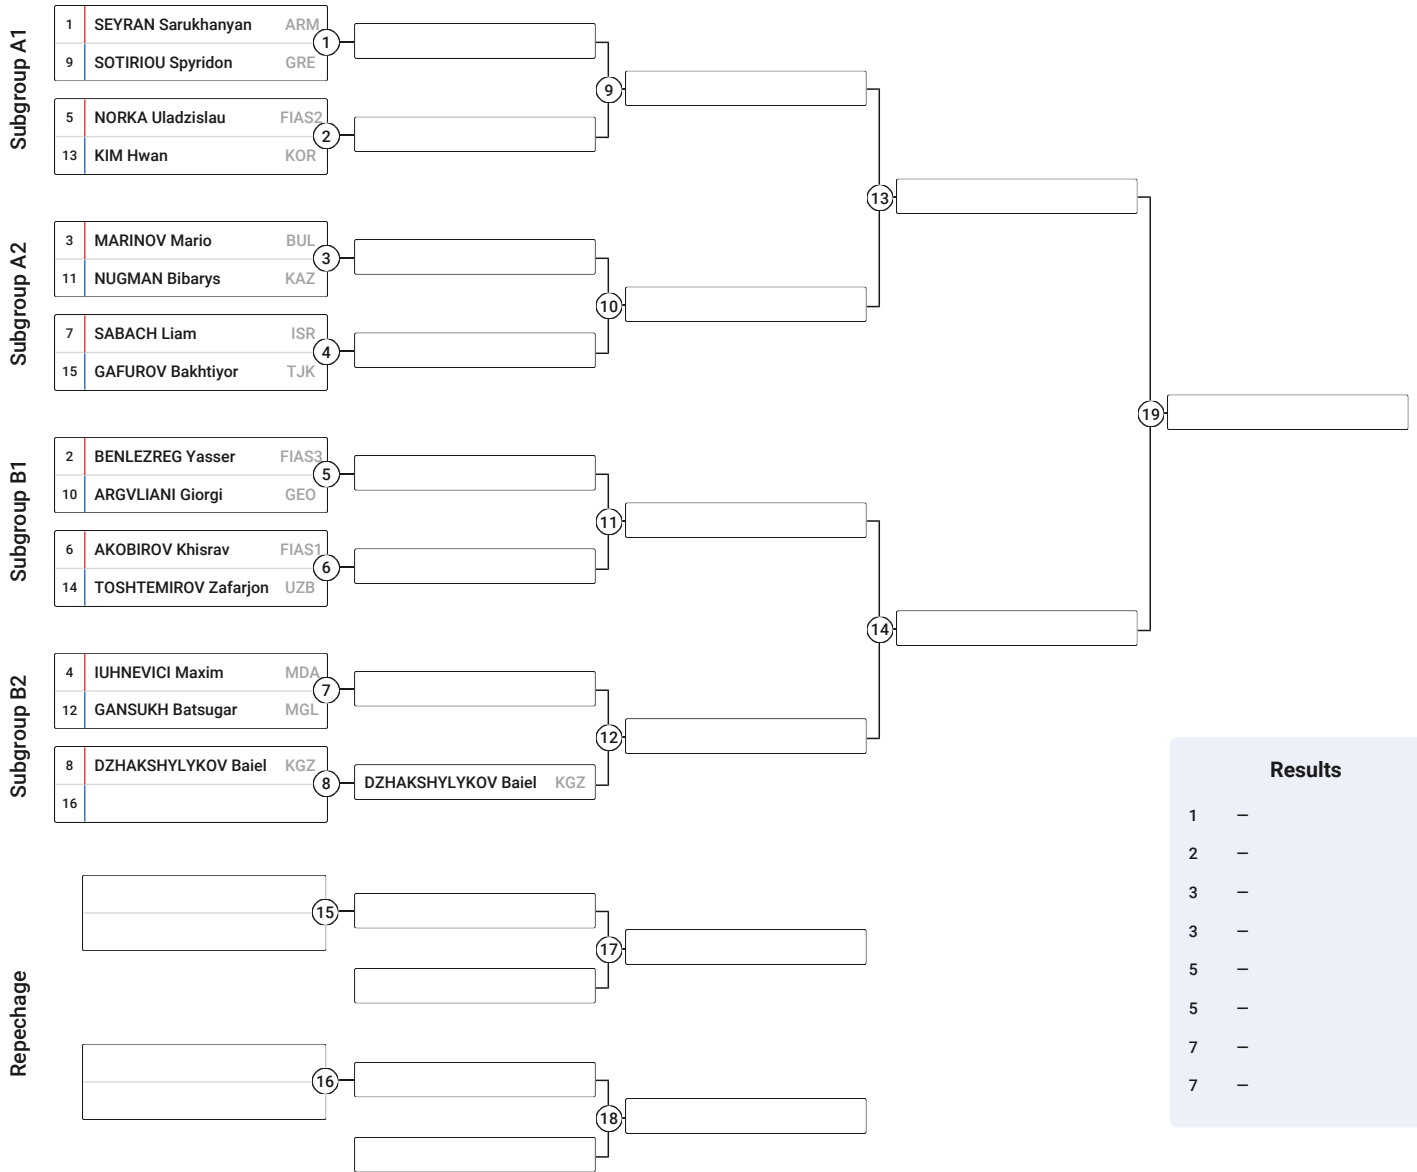 Subgroup A1
1 SEYRAN Sarukhanyan ARM
9 SOTIRIOU Spyridon GRE
1
5 NORKA Uladzislau FIAS2
13 KIM Hwan KOR
2
9
Subgroup A2
3 MARINOV Mario BUL
11 NUGMAN Bibarys KAZ
3
7 SABACH Liam ISR
15 GAFUROV Bakhtiyor TJK
4
10
13
Subgroup B1
2 BENLEZREG Yasser FIAS3
10 ARGVLIANI Giorgi GEO
5
6 AKOBIROV Khisrav FIAS1
14 TOSHTEMIROV Zafarjon UZB
6
11
Subgroup B2
4 IUHNEVICI Maxim MDA
12 GANSUKH Batsugar MGL
7
8 DZHAKSHYLYKOV Baiel KGZ
16
8
DZHAKSHYLYKOV Baiel KGZ
12
14
19
Repechage
15
17
16
18
Results
1 –
2 –
3 –
3 –
5 –
5 –
7 –
7 –